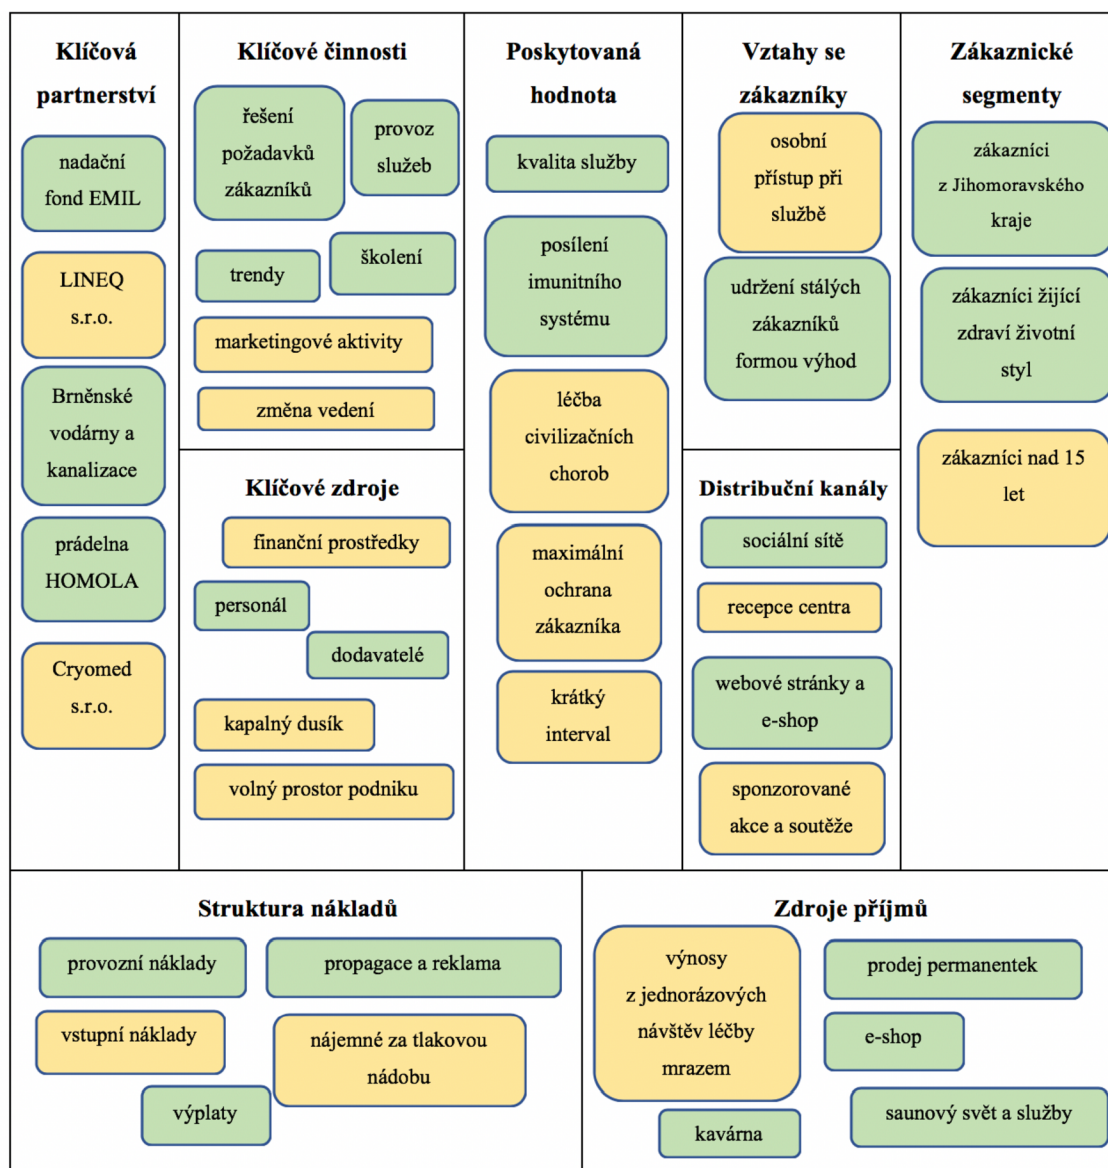 Klíčová
partnerství
nadační
fond EMIL
LINEQ
s.r.o.
Brněnské
vodárny a
kanalizace
prádelna
HOMOLA
Cryomed
s.r.o.
Klíčové činnosti
řešení
požadavků
zákazníků
provoz
služeb
trendy
školení
marketingové aktivity
změna vedení
Klíčové zdroje
finanční prostředky
personál
dodavatelé
kapalný dusík
volný prostor podniku
Poskytovaná
hodnota
kvalita služby
posílení
imunitního
systému
léčba
civilizačních
chorob
maximální
ochrana
zákazníka
krátký
interval
Vztahy se
zákazníky
osobní
přístup při
službě
udržení stálých
zákazníků
formou výhod
Distribuční kanály
sociální sítě
recepce centra
webové stránky a
e-shop
sponzorované
akce a soutěže
Zákaznické
segmenty
zákazníci
z Jihomoravského
kraje
zákazníci žijící
zdraví životní
styl
zákazníci nad 15
let
Struktura nákladů
provozní náklady
propagace a reklama
vstupní náklady
nájemné za tlakovou
nádobu
výplaty
Zdroje příjmů
výnosy
z jednorázových
návštěv léčby
mrazem
prodej permanentek
e-shop
kavárna
saunový svět a služby